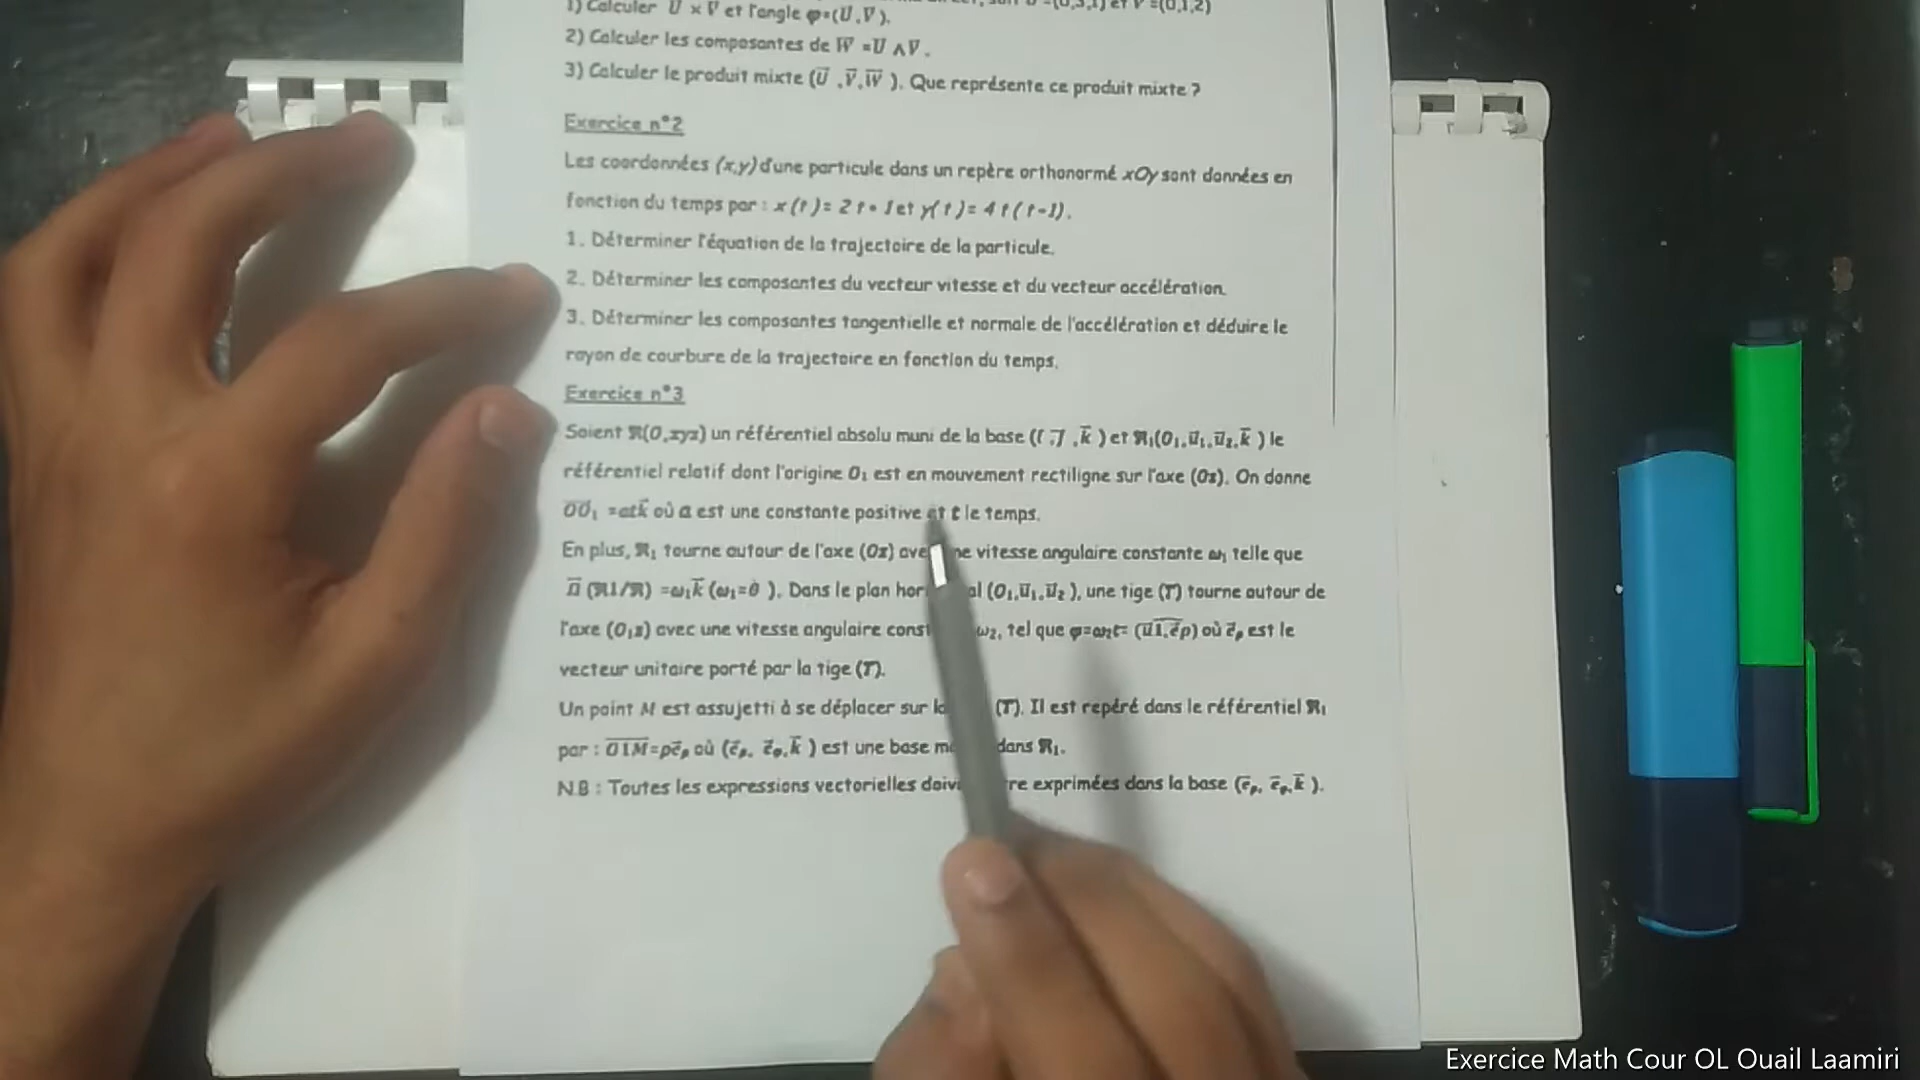 1) Calculer U × V et l'angle φ=(U,V).
2) Calculer les composantes de W =U ∧V.
3) Calculer le produit mixte (U ,V,W ). Que représente ce produit mixte ?
Exercice n°2
Les coordonnées (x,y)d'une particule dans un repère orthonormé xOy sont données en
fonction du temps par : x(t)= 2 t + 1 et y(t)= 4 t (t-1).
1. Déterminer l'équation de la trajectoire de la particule.
2. Déterminer les composantes du vecteur vitesse et du vecteur accélération.
3. Déterminer les composantes tangentielle et normale de l'accélération et déduire le
rayon de courbure de la trajectoire en fonction du temps.
Exercice n°3
Soient ℜ(O,xyz) un référentiel absolu muni de la base (i ,j ,k ) et ℜ₁(O₁,u₁,u₂,k ) le
référentiel relatif dont l'origine O₁ est en mouvement rectiligne sur l'axe (Oz). On donne
OO₁ =atk où a est une constante positive et t le temps.
En plus, ℜ₁ tourne autour de l'axe (Oz) vitesse angulaire constante ω₁ telle que
Ω (ℜ1/ℜ) =ω₁k (ω₁=θ̇ ). Dans le plan (O₁,u₁,u₂ ), une tige (T) tourne autour de
l'axe (O₁z) avec une vitesse angulaire ω₂, tel que φ=ω₂t= (u1,eρ) où eρ est le
vecteur unitaire porté par la tige (T).
Un point M est assujetti à se déplacer sur (T). Il est repéré dans le référentiel ℜ₁
par : O1M=ρeρ où (eρ, eφ,k ) est une base dans ℜ₁.
N.B : Toutes les expressions vectorielles exprimées dans la base (eρ, eφ,k ).
Exercice Math Cour OL Ouail Laamiri